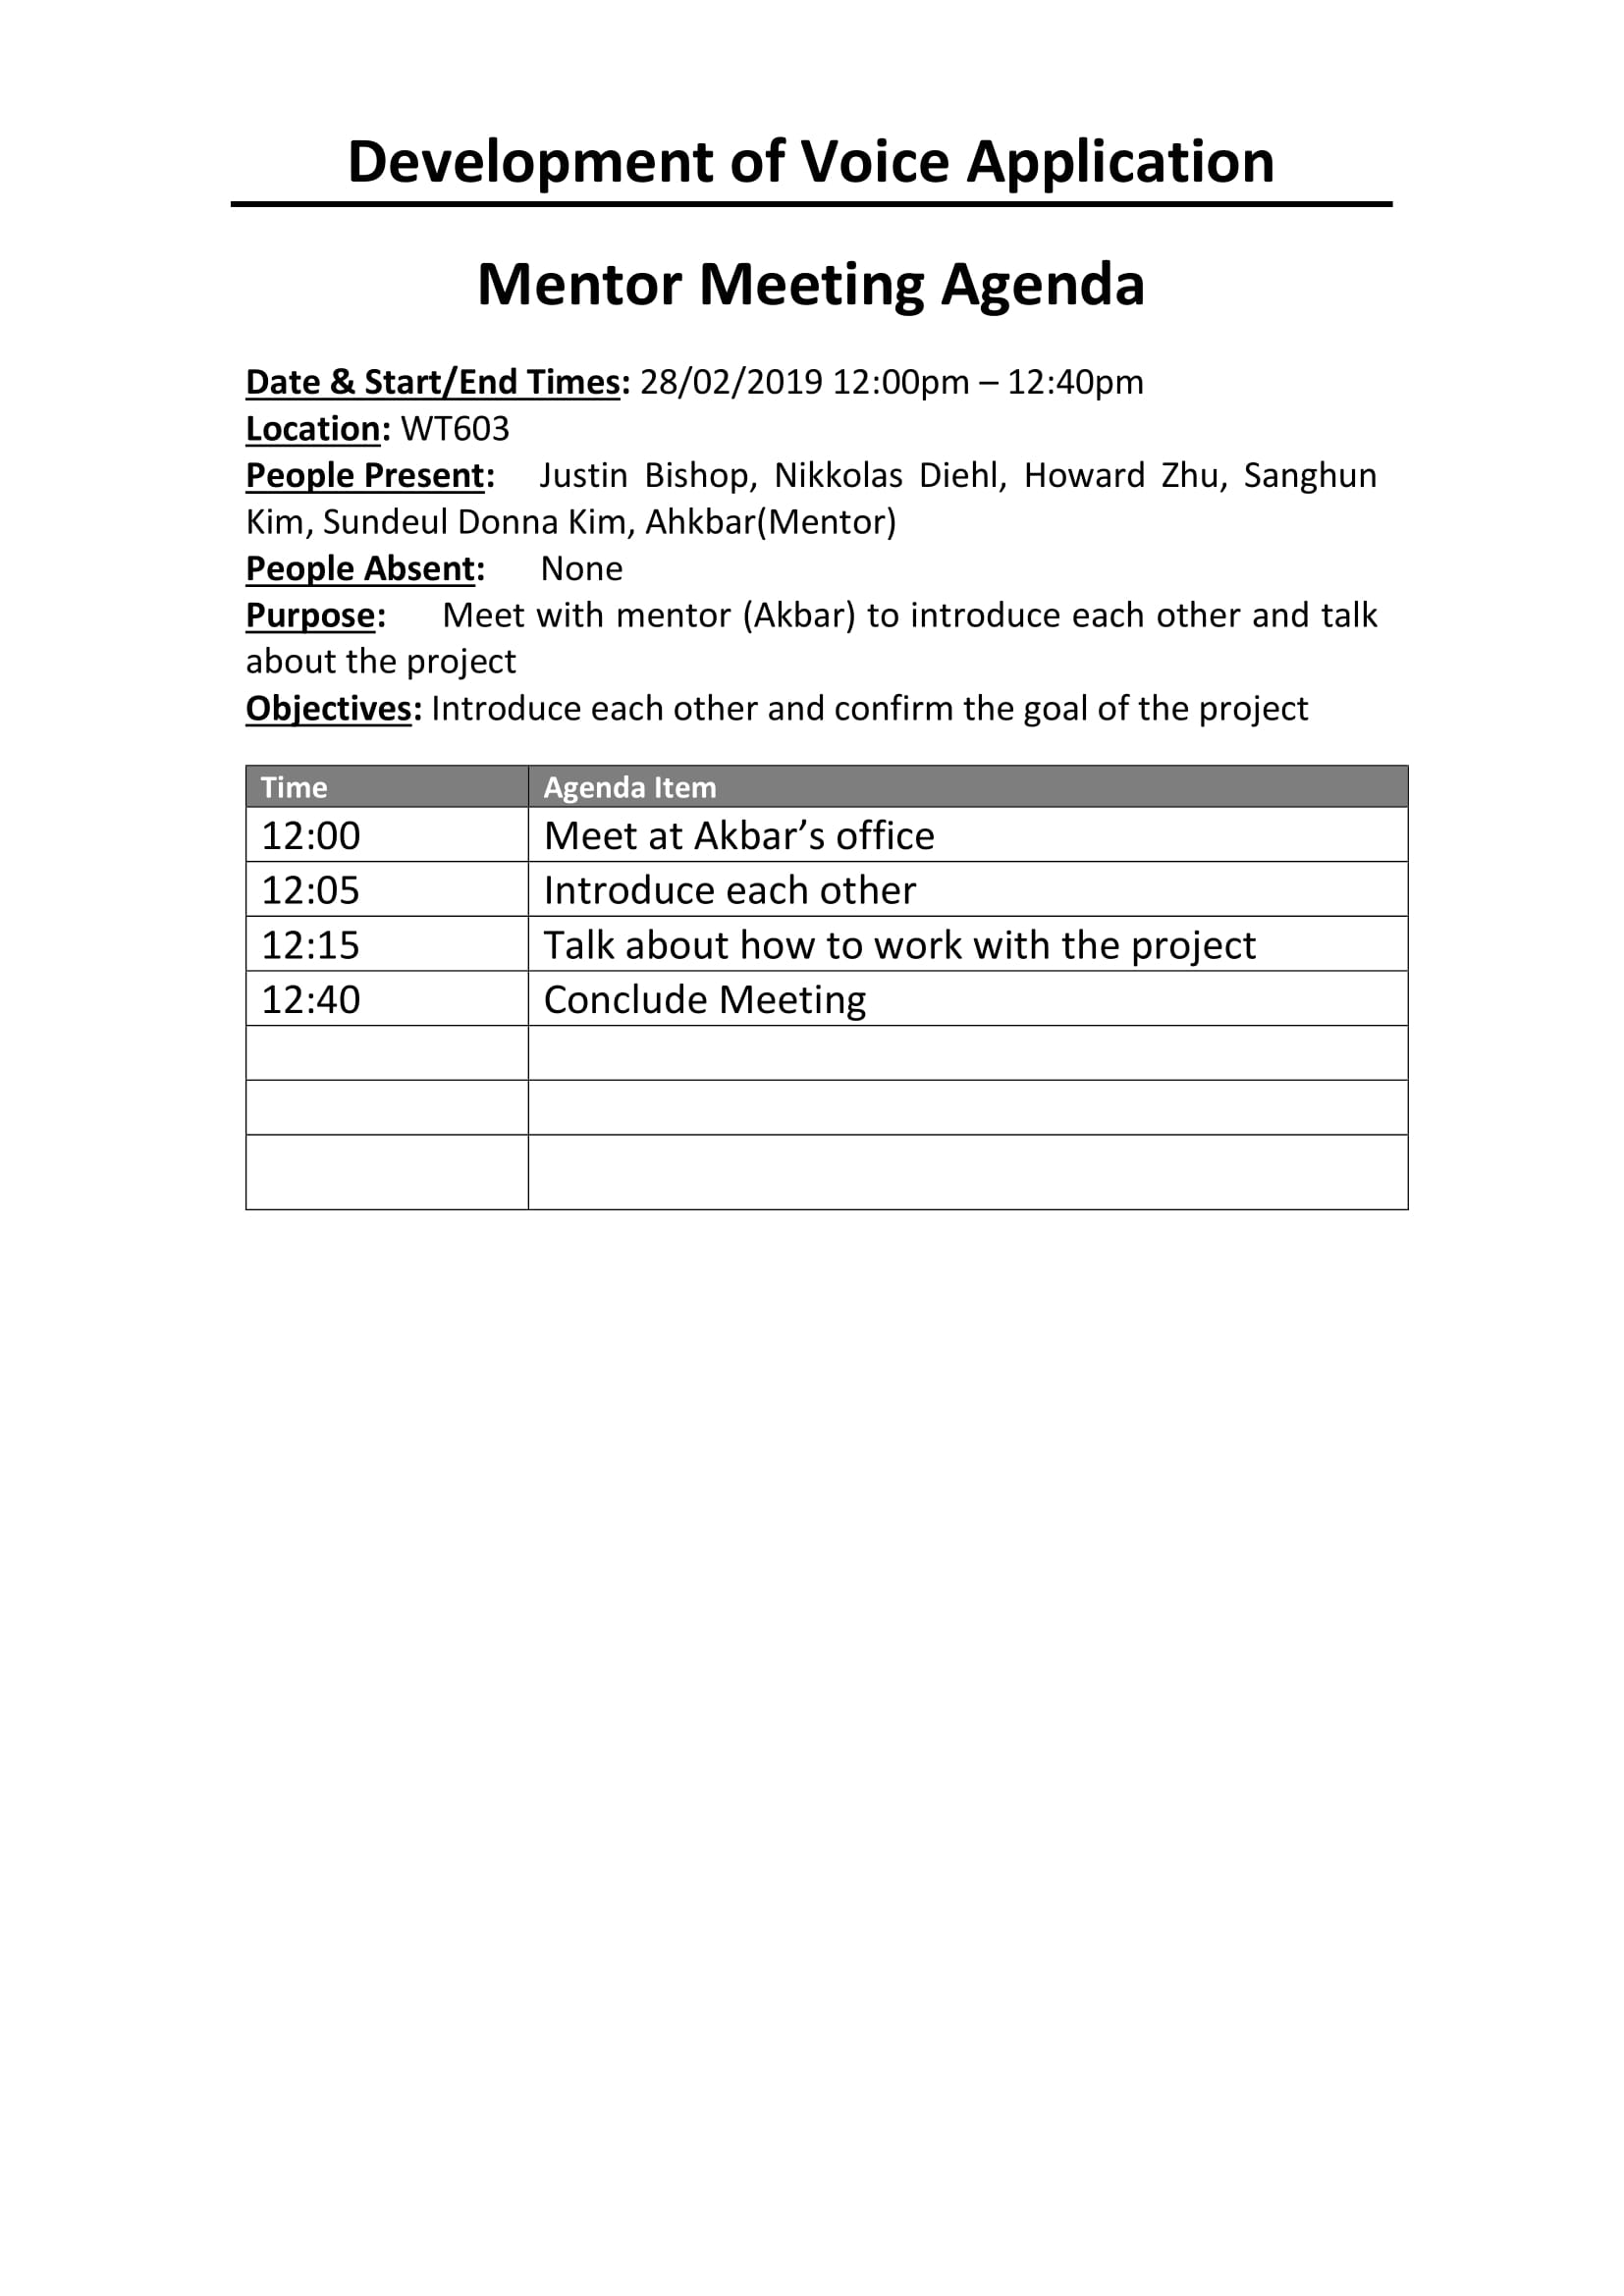 Development of Voice Application
Mentor Meeting Agenda
Date & Start/End Times: 28/02/2019 12:00pm – 12:40pm
Location: WT603
People Present: Justin Bishop, Nikkolas Diehl, Howard Zhu, Sanghun
Kim, Sundeul Donna Kim, Ahkbar(Mentor)
People Absent: None
Purpose: Meet with mentor (Akbar) to introduce each other and talk
about the project
Objectives: Introduce each other and confirm the goal of the project
Time Agenda Item
12:00 Meet at Akbar’s office
12:05 Introduce each other
12:15 Talk about how to work with the project
12:40 Conclude Meeting